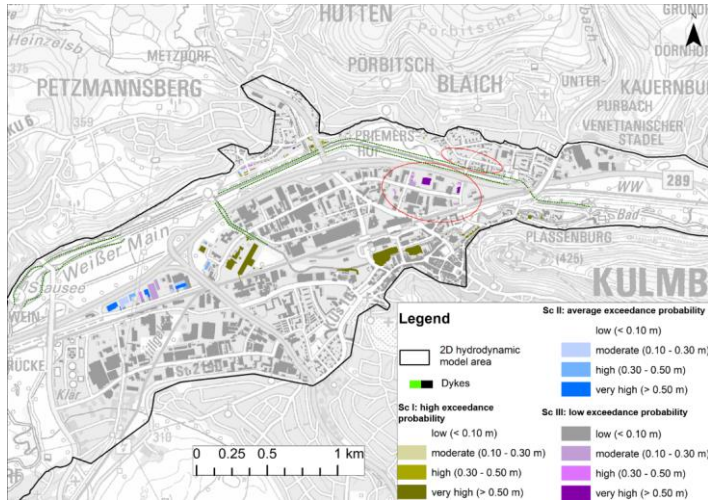 HUTTEN
Pörbitscher
GRUND
Heinzelsb
METZDORF
N
DORNHOF
375
PÖRBITSCH
PETZMANNSBERG
BLAICH
UNTER-
KAUERNBU
PURBACH
KU 6
359
VENETIANISCHER
STADEL
PRIEMERS
HOF
WW
289
Weißer Main
Bad
Stausee
PLASSENBURG
(425)
KULMB
WEIN-
BRÜCKE
St 2
Klär
310
Legend
2D hydrodynamic
model area
Dykes
Sc I: high exceedance
probability
low (< 0.10 m)
moderate (0.10 - 0.30 m)
high (0.30 - 0.50 m)
very high (> 0.50 m)
Sc II: average exceedance probability
low (< 0.10 m)
moderate (0.10 - 0.30 m)
high (0.30 - 0.50 m)
very high (> 0.50 m)
Sc III: low exceedance
probability
low (< 0.10 m)
moderate (0.10 - 0.30 m)
high (0.30 - 0.50 m)
very high (> 0.50 m)
0 0.25 0.5 1 km